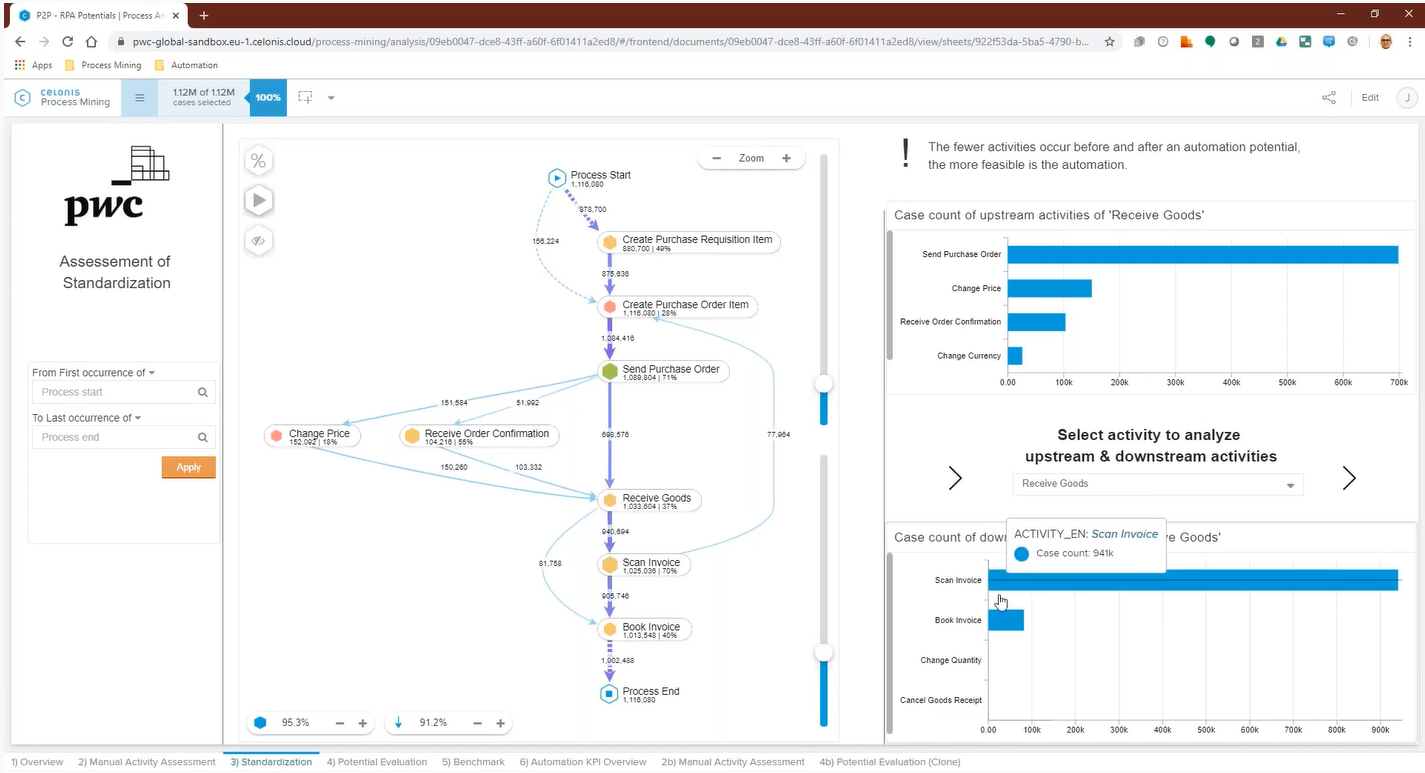 P2P - RPA Potentials | Process An
pwc-global-sandbox.eu-1.celonis.cloud/process-mining/analysis/09eb0047-dce8-43ff-a60f-6f01411a2ed8/#/frontend/documents/09eb0047-dce8-43ff-a60f-6f01411a2ed8/view/sheets/922f53da-5ba5-4790-b...
Apps Process Mining Automation
celonis
Process Mining
1.12M of 1.12M
cases selected
100%
Edit
J
pwc
Assessement of
Standardization
From First occurrence of
Process start
To Last occurrence of
Process end
Apply
%
Zoom
Process Start
1,116,080
878,700
156,224
Create Purchase Requisition Item
880,700 | 49%
875,636
Create Purchase Order Item
1,116,080 | 28%
1,084,416
Send Purchase Order
1,089,804 | 71%
151,584
51,992
Change Price
152,092 | 18%
Receive Order Confirmation
104,216 | 55%
698,576
77,964
150,260
103,332
Receive Goods
1,033,604 | 37%
940,694
81,758
Scan Invoice
1,025,036 | 70%
905,746
Book Invoice
1,013,548 | 40%
1,002,488
Process End
1,116,080
95.3%
91.2%
! The fewer activities occur before and after an automation potential,
the more feasible is the automation.
Case count of upstream activities of 'Receive Goods'
Send Purchase Order
Change Price
Receive Order Confirmation
Change Currency
0.00 100k 200k 300k 400k 500k 600k 700k
Select activity to analyze
upstream & downstream activities
Receive Goods
Case count of down
ve Goods'
ACTIVITY_EN: Scan Invoice
Case count: 941k
Scan Invoice
Book Invoice
Change Quantity
Cancel Goods Receipt
0.00 100k 200k 300k 400k 500k 600k 700k 800k 900k
1) Overview 2) Manual Activity Assessment 3) Standardization 4) Potential Evaluation 5) Benchmark 6) Automation KPI Overview 2b) Manual Activity Assessment 4b) Potential Evaluation (Clone)